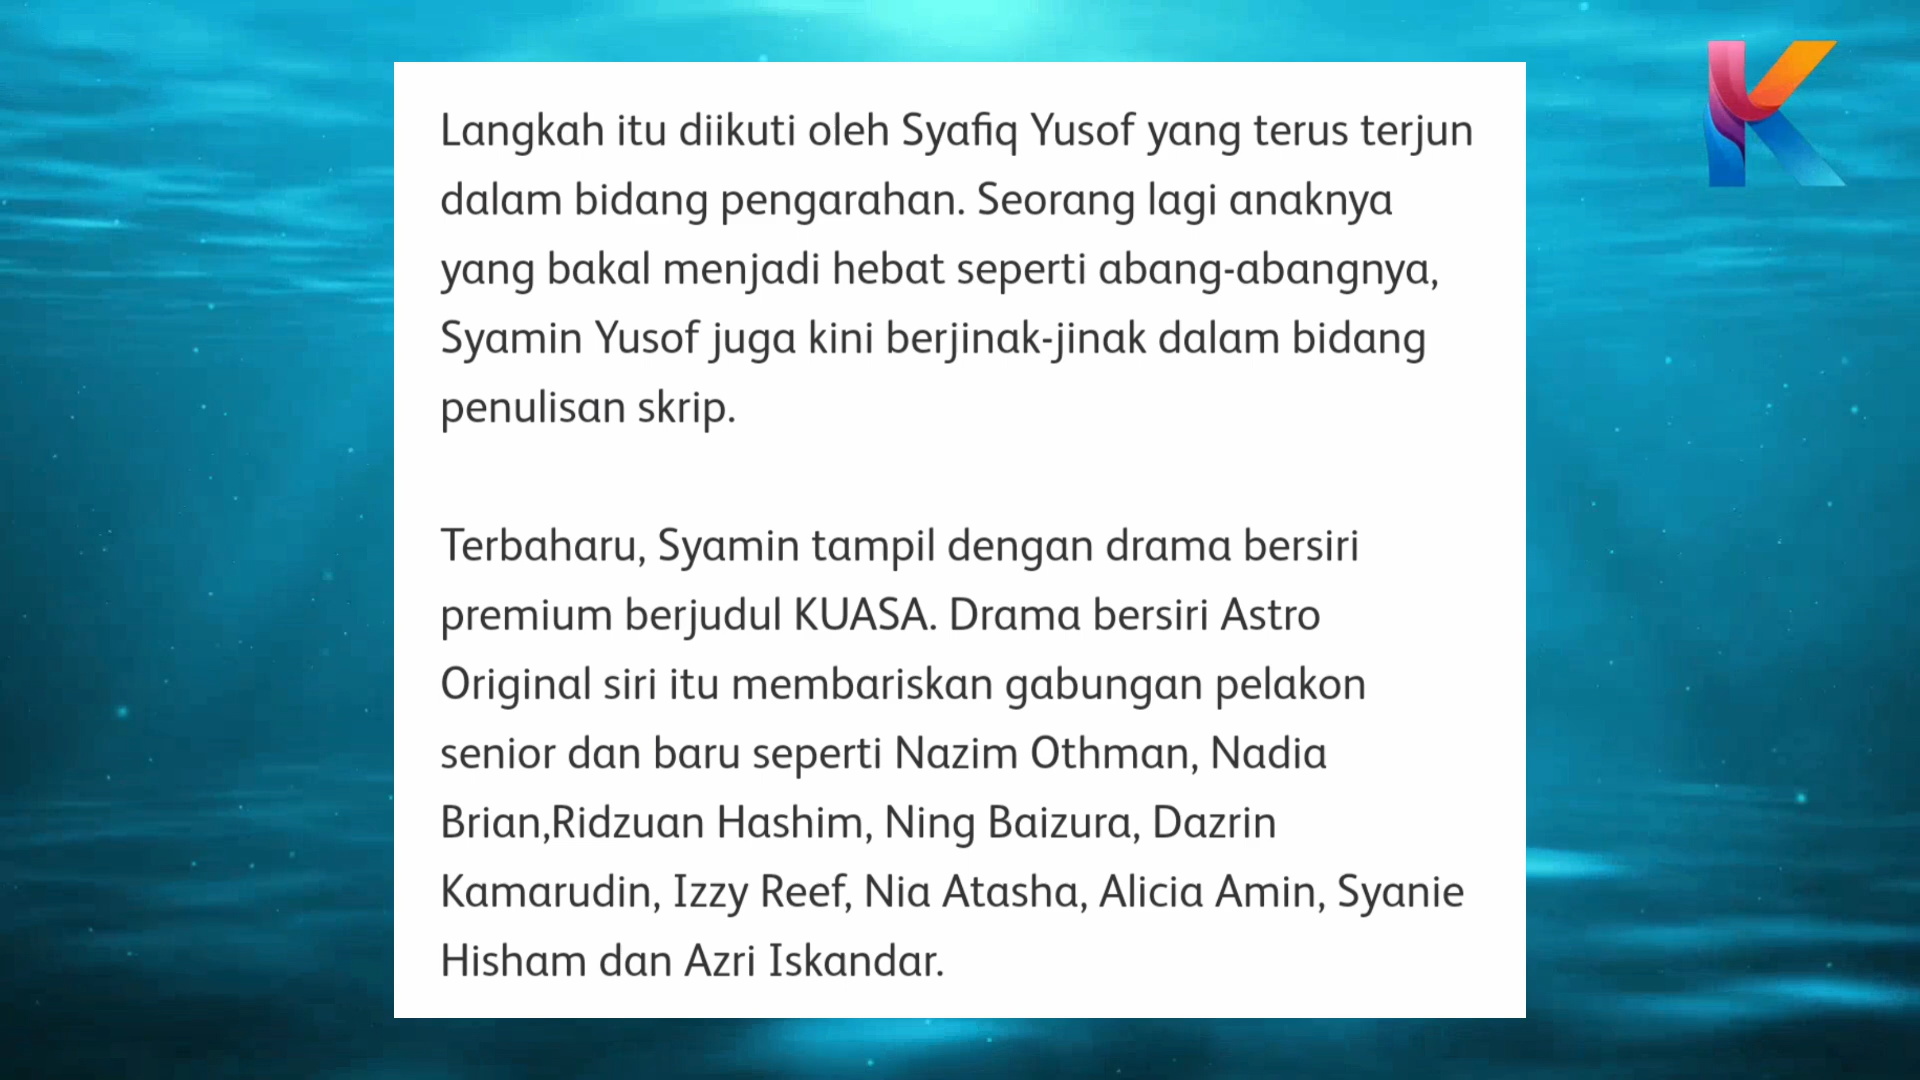 Langkah itu diikuti oleh Syafiq Yusof yang terus terjun
dalam bidang pengarahan. Seorang lagi anaknya
yang bakal menjadi hebat seperti abang-abangnya,
Syamin Yusof juga kini berjinak-jinak dalam bidang
penulisan skrip.
Terbaharu, Syamin tampil dengan drama bersiri
premium berjudul KUASA. Drama bersiri Astro
Original siri itu membariskan gabungan pelakon
senior dan baru seperti Nazim Othman, Nadia
Brian,Ridzuan Hashim, Ning Baizura, Dazrin
Kamarudin, Izzy Reef, Nia Atasha, Alicia Amin, Syanie
Hisham dan Azri Iskandar.
K